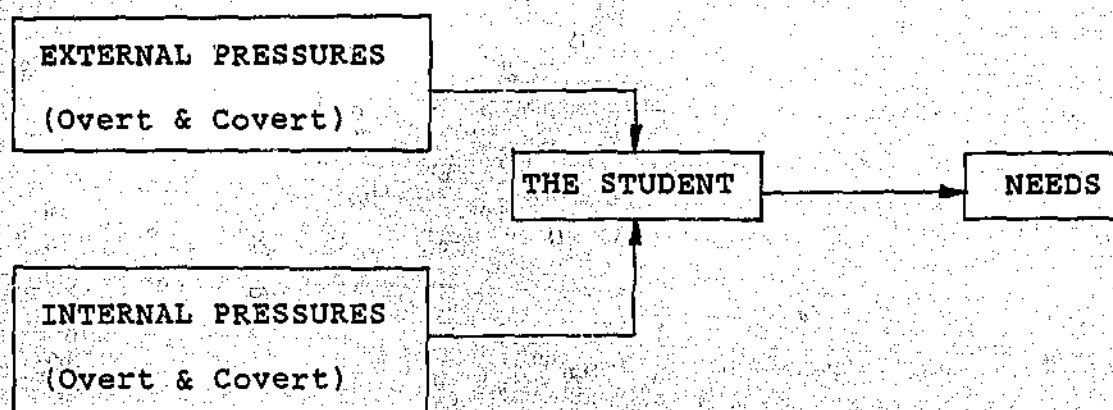 EXTERNAL PRESSURES
(Overt & Covert)
THE STUDENT
NEEDS
INTERNAL PRESSURES
(Overt & Covert)